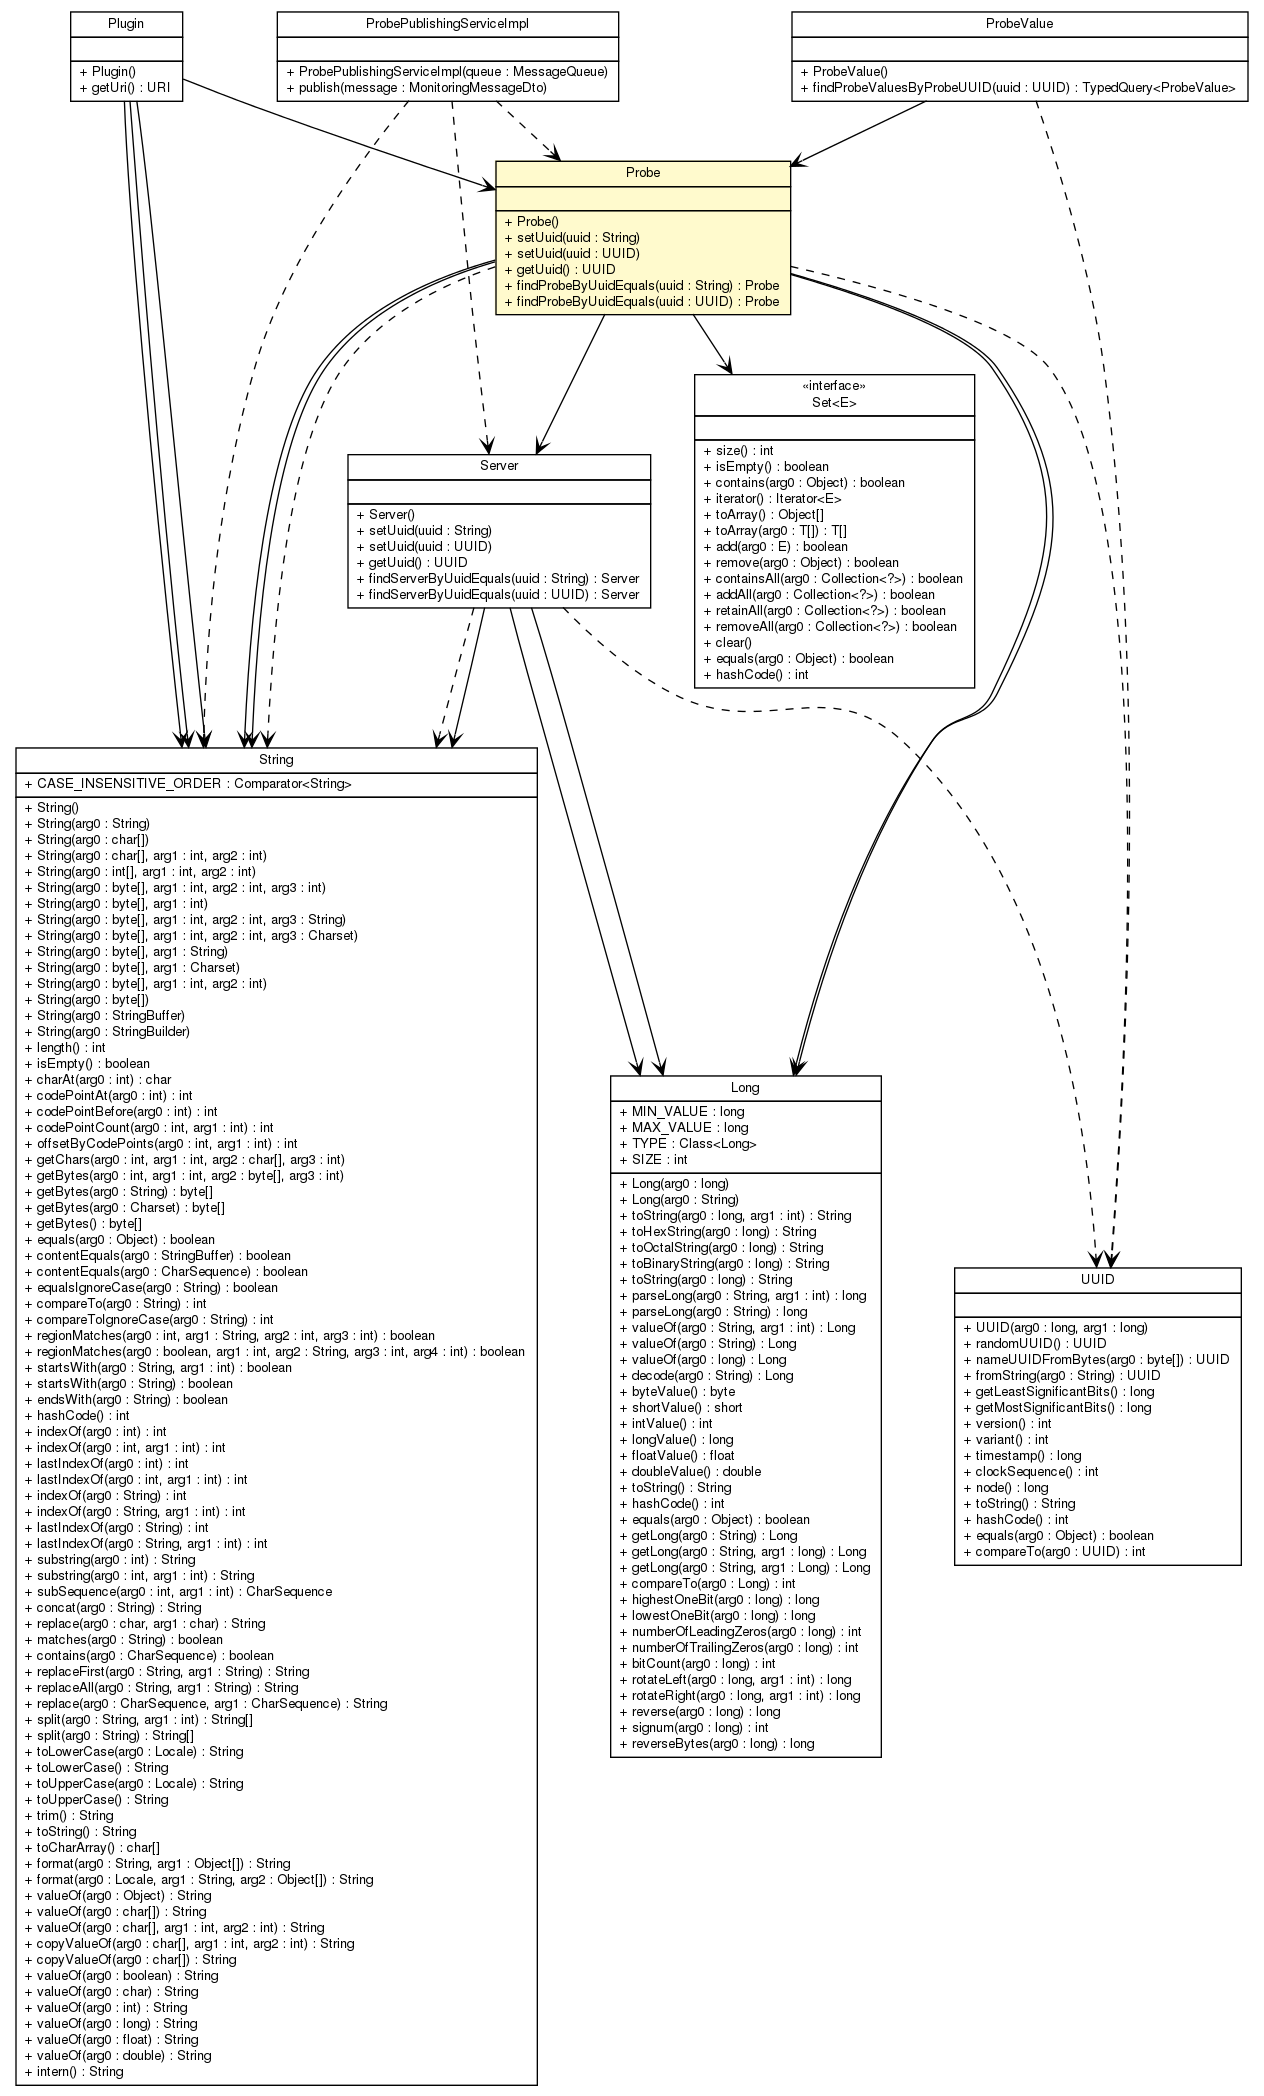 Plugin
+ Plugin()
+ getUri() : URI
ProbePublishingServiceImpl
+ ProbePublishingServiceImpl(queue : MessageQueue)
+ publish(message : MonitoringMessageDto)
ProbeValue
+ ProbeValue()
+ findProbeValuesByProbeUUID(uuid : UUID) : TypedQuery<ProbeValue>
Probe
+ Probe()
+ setUuid(uuid : String)
+ setUuid(uuid : UUID)
+ getUuid() : UUID
+ findProbeByUuidEquals(uuid : String) : Probe
+ findProbeByUuidEquals(uuid : UUID) : Probe
«interface»
Set<E>
+ size() : int
+ isEmpty() : boolean
+ contains(arg0 : Object) : boolean
+ iterator() : Iterator<E>
+ toArray() : Object[]
+ toArray(arg0 : T[]) : T[]
+ add(arg0 : E) : boolean
+ remove(arg0 : Object) : boolean
+ containsAll(arg0 : Collection<?>) : boolean
+ addAll(arg0 : Collection<?>) : boolean
+ retainAll(arg0 : Collection<?>) : boolean
+ removeAll(arg0 : Collection<?>) : boolean
+ clear()
+ equals(arg0 : Object) : boolean
+ hashCode() : int
Server
+ Server()
+ setUuid(uuid : String)
+ setUuid(uuid : UUID)
+ getUuid() : UUID
+ findServerByUuidEquals(uuid : String) : Server
+ findServerByUuidEquals(uuid : UUID) : Server
String
+ CASE_INSENSITIVE_ORDER : Comparator<String>
+ String()
+ String(arg0 : String)
+ String(arg0 : char[])
+ String(arg0 : char[], arg1 : int, arg2 : int)
+ String(arg0 : int[], arg1 : int, arg2 : int)
+ String(arg0 : byte[], arg1 : int, arg2 : int, arg3 : int)
+ String(arg0 : byte[], arg1 : int)
+ String(arg0 : byte[], arg1 : int, arg2 : int, arg3 : String)
+ String(arg0 : byte[], arg1 : int, arg2 : int, arg3 : Charset)
+ String(arg0 : byte[], arg1 : String)
+ String(arg0 : byte[], arg1 : Charset)
+ String(arg0 : byte[], arg1 : int, arg2 : int)
+ String(arg0 : byte[])
+ String(arg0 : StringBuffer)
+ String(arg0 : StringBuilder)
+ length() : int
+ isEmpty() : boolean
+ charAt(arg0 : int) : char
+ codePointAt(arg0 : int) : int
+ codePointBefore(arg0 : int) : int
+ codePointCount(arg0 : int, arg1 : int) : int
+ offsetByCodePoints(arg0 : int, arg1 : int) : int
+ getChars(arg0 : int, arg1 : int, arg2 : char[], arg3 : int)
+ getBytes(arg0 : int, arg1 : int, arg2 : byte[], arg3 : int)
+ getBytes(arg0 : String) : byte[]
+ getBytes(arg0 : Charset) : byte[]
+ getBytes() : byte[]
+ equals(arg0 : Object) : boolean
+ contentEquals(arg0 : StringBuffer) : boolean
+ contentEquals(arg0 : CharSequence) : boolean
+ equalsIgnoreCase(arg0 : String) : boolean
+ compareTo(arg0 : String) : int
+ compareToIgnoreCase(arg0 : String) : int
+ regionMatches(arg0 : int, arg1 : String, arg2 : int, arg3 : int) : boolean
+ regionMatches(arg0 : boolean, arg1 : int, arg2 : String, arg3 : int, arg4 : int) : boolean
+ startsWith(arg0 : String, arg1 : int) : boolean
+ startsWith(arg0 : String) : boolean
+ endsWith(arg0 : String) : boolean
+ hashCode() : int
+ indexOf(arg0 : int) : int
+ indexOf(arg0 : int, arg1 : int) : int
+ lastIndexOf(arg0 : int) : int
+ lastIndexOf(arg0 : int, arg1 : int) : int
+ indexOf(arg0 : String) : int
+ indexOf(arg0 : String, arg1 : int) : int
+ lastIndexOf(arg0 : String) : int
+ lastIndexOf(arg0 : String, arg1 : int) : int
+ substring(arg0 : int) : String
+ substring(arg0 : int, arg1 : int) : String
+ subSequence(arg0 : int, arg1 : int) : CharSequence
+ concat(arg0 : String) : String
+ replace(arg0 : char, arg1 : char) : String
+ matches(arg0 : String) : boolean
+ contains(arg0 : CharSequence) : boolean
+ replaceFirst(arg0 : String, arg1 : String) : String
+ replaceAll(arg0 : String, arg1 : String) : String
+ replace(arg0 : CharSequence, arg1 : CharSequence) : String
+ split(arg0 : String, arg1 : int) : String[]
+ split(arg0 : String) : String[]
+ toLowerCase(arg0 : Locale) : String
+ toLowerCase() : String
+ toUpperCase(arg0 : Locale) : String
+ toUpperCase() : String
+ trim() : String
+ toString() : String
+ toCharArray() : char[]
+ format(arg0 : String, arg1 : Object[]) : String
+ format(arg0 : Locale, arg1 : String, arg2 : Object[]) : String
+ valueOf(arg0 : Object) : String
+ valueOf(arg0 : char[]) : String
+ valueOf(arg0 : char[], arg1 : int, arg2 : int) : String
+ copyValueOf(arg0 : char[], arg1 : int, arg2 : int) : String
+ copyValueOf(arg0 : char[]) : String
+ valueOf(arg0 : boolean) : String
+ valueOf(arg0 : char) : String
+ valueOf(arg0 : int) : String
+ valueOf(arg0 : long) : String
+ valueOf(arg0 : float) : String
+ valueOf(arg0 : double) : String
+ intern() : String
Long
+ MIN_VALUE : long
+ MAX_VALUE : long
+ TYPE : Class<Long>
+ SIZE : int
+ Long(arg0 : long)
+ Long(arg0 : String)
+ toString(arg0 : long, arg1 : int) : String
+ toHexString(arg0 : long) : String
+ toOctalString(arg0 : long) : String
+ toBinaryString(arg0 : long) : String
+ toString(arg0 : long) : String
+ parseLong(arg0 : String, arg1 : int) : long
+ parseLong(arg0 : String) : long
+ valueOf(arg0 : String, arg1 : int) : Long
+ valueOf(arg0 : String) : Long
+ valueOf(arg0 : long) : Long
+ decode(arg0 : String) : Long
+ byteValue() : byte
+ shortValue() : short
+ intValue() : int
+ longValue() : long
+ floatValue() : float
+ doubleValue() : double
+ toString() : String
+ hashCode() : int
+ equals(arg0 : Object) : boolean
+ getLong(arg0 : String) : Long
+ getLong(arg0 : String, arg1 : long) : Long
+ getLong(arg0 : String, arg1 : Long) : Long
+ compareTo(arg0 : Long) : int
+ highestOneBit(arg0 : long) : long
+ lowestOneBit(arg0 : long) : long
+ numberOfLeadingZeros(arg0 : long) : int
+ numberOfTrailingZeros(arg0 : long) : int
+ bitCount(arg0 : long) : int
+ rotateLeft(arg0 : long, arg1 : int) : long
+ rotateRight(arg0 : long, arg1 : int) : long
+ reverse(arg0 : long) : long
+ signum(arg0 : long) : int
+ reverseBytes(arg0 : long) : long
UUID
+ UUID(arg0 : long, arg1 : long)
+ randomUUID() : UUID
+ nameUUIDFromBytes(arg0 : byte[]) : UUID
+ fromString(arg0 : String) : UUID
+ getLeastSignificantBits() : long
+ getMostSignificantBits() : long
+ version() : int
+ variant() : int
+ timestamp() : long
+ clockSequence() : int
+ node() : long
+ toString() : String
+ hashCode() : int
+ equals(arg0 : Object) : boolean
+ compareTo(arg0 : UUID) : int